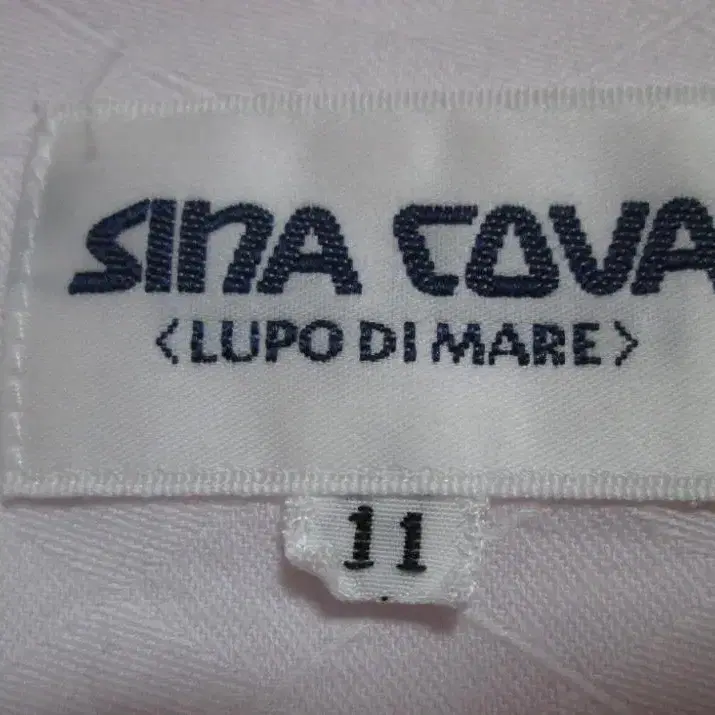 SINA COVA
<LUPO DI MARE>
11